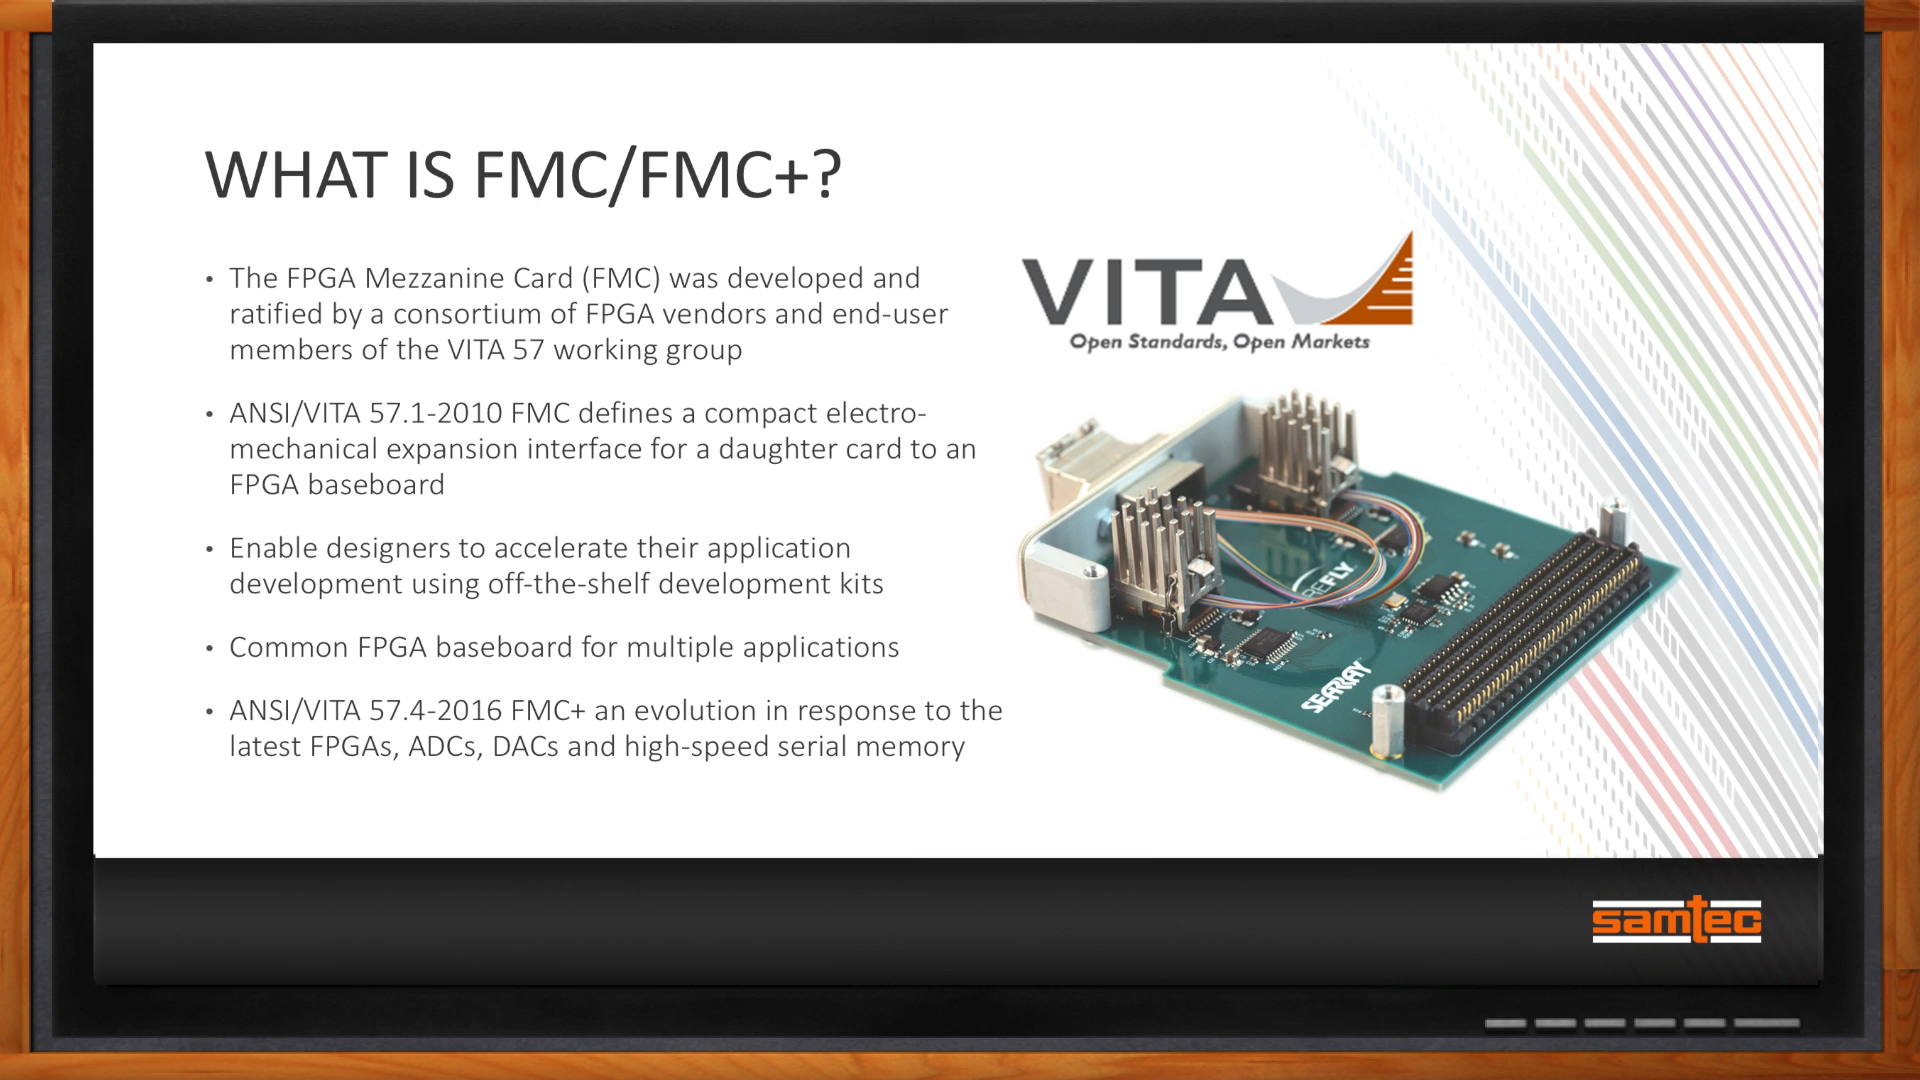 WHAT IS FMC/FMC+?
• The FPGA Mezzanine Card (FMC) was developed and
ratified by a consortium of FPGA vendors and end-user
members of the VITA 57 working group
• ANSI/VITA 57.1-2010 FMC defines a compact electro-
mechanical expansion interface for a daughter card to an
FPGA baseboard
• Enable designers to accelerate their application
development using off-the-shelf development kits
• Common FPGA baseboard for multiple applications
• ANSI/VITA 57.4-2016 FMC+ an evolution in response to the
latest FPGAs, ADCs, DACs and high-speed serial memory
VITA
Open Standards, Open Markets
SEARAY
samtec